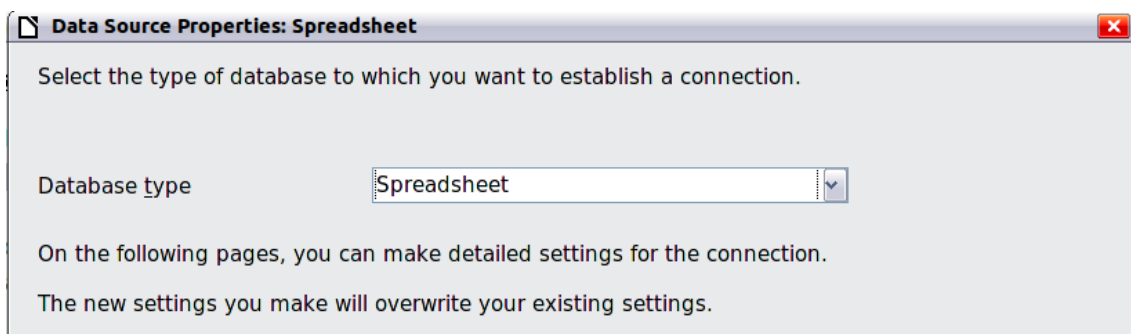 Data Source Properties: Spreadsheet
Select the type of database to which you want to establish a connection.
Database type Spreadsheet
On the following pages, you can make detailed settings for the connection.
The new settings you make will overwrite your existing settings.